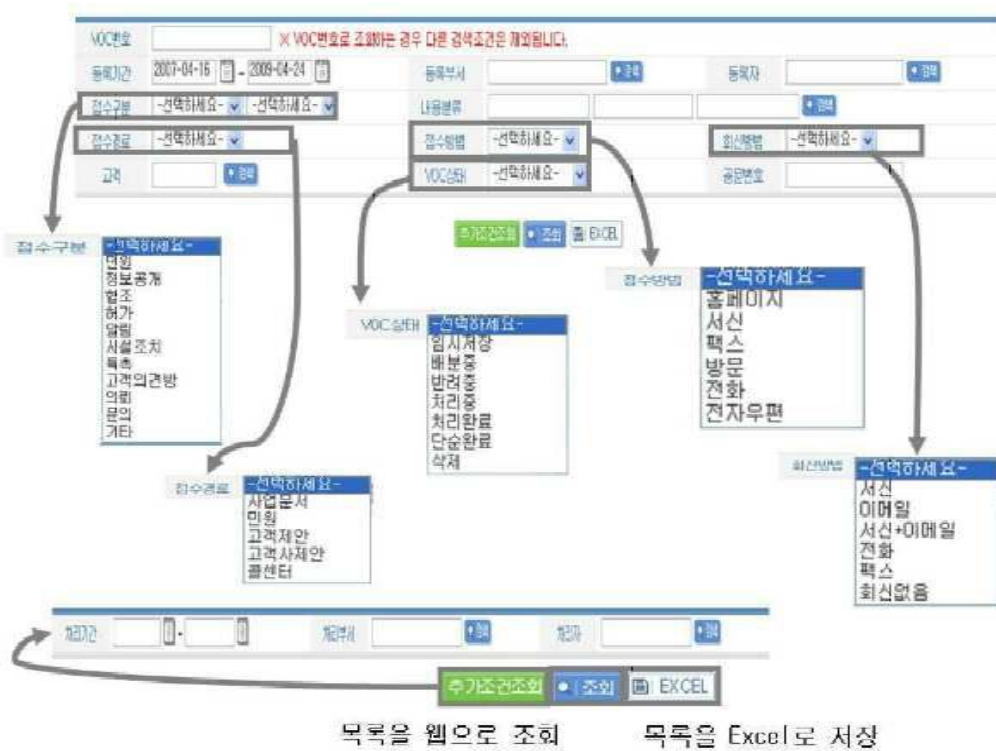 VOC번호 ※ VOC번호로 조회하는 경우 다른 검색조건은 제외됩니다.
등록기간 2007-04-16 - 2009-04-24 등록부서 검색 등록자 검색
접수구분 -선택하세요- -선택하세요- 내용분류 검색
접수경로 -선택하세요- 접수방법 -선택하세요- 회신방법 -선택하세요-
고객 검색 VOC상태 -선택하세요- 공문번호
추가조건조회 조회 EXCEL
접수구분 -선택하세요-
민원
정보공개
협조
허가
알림
시설조치
독촉
고객의견방
의뢰
문의
기타
VOC상태 -선택하세요-
임시저장
배분중
반려중
처리중
처리완료
단순완료
삭제
접수방법 -선택하세요-
홈페이지
서신
팩스
방문
전화
전자우편
접수경로 -선택하세요-
사업문서
민원
고객제안
고객사제안
콜센터
회신방법 -선택하세요-
서신
이메일
서신+이메일
전화
팩스
회신없음
처리기간 - 처리부서 검색 처리자 검색
추가조건조회 조회 EXCEL
목록을 웹으로 조회 목록을 Excel로 저장